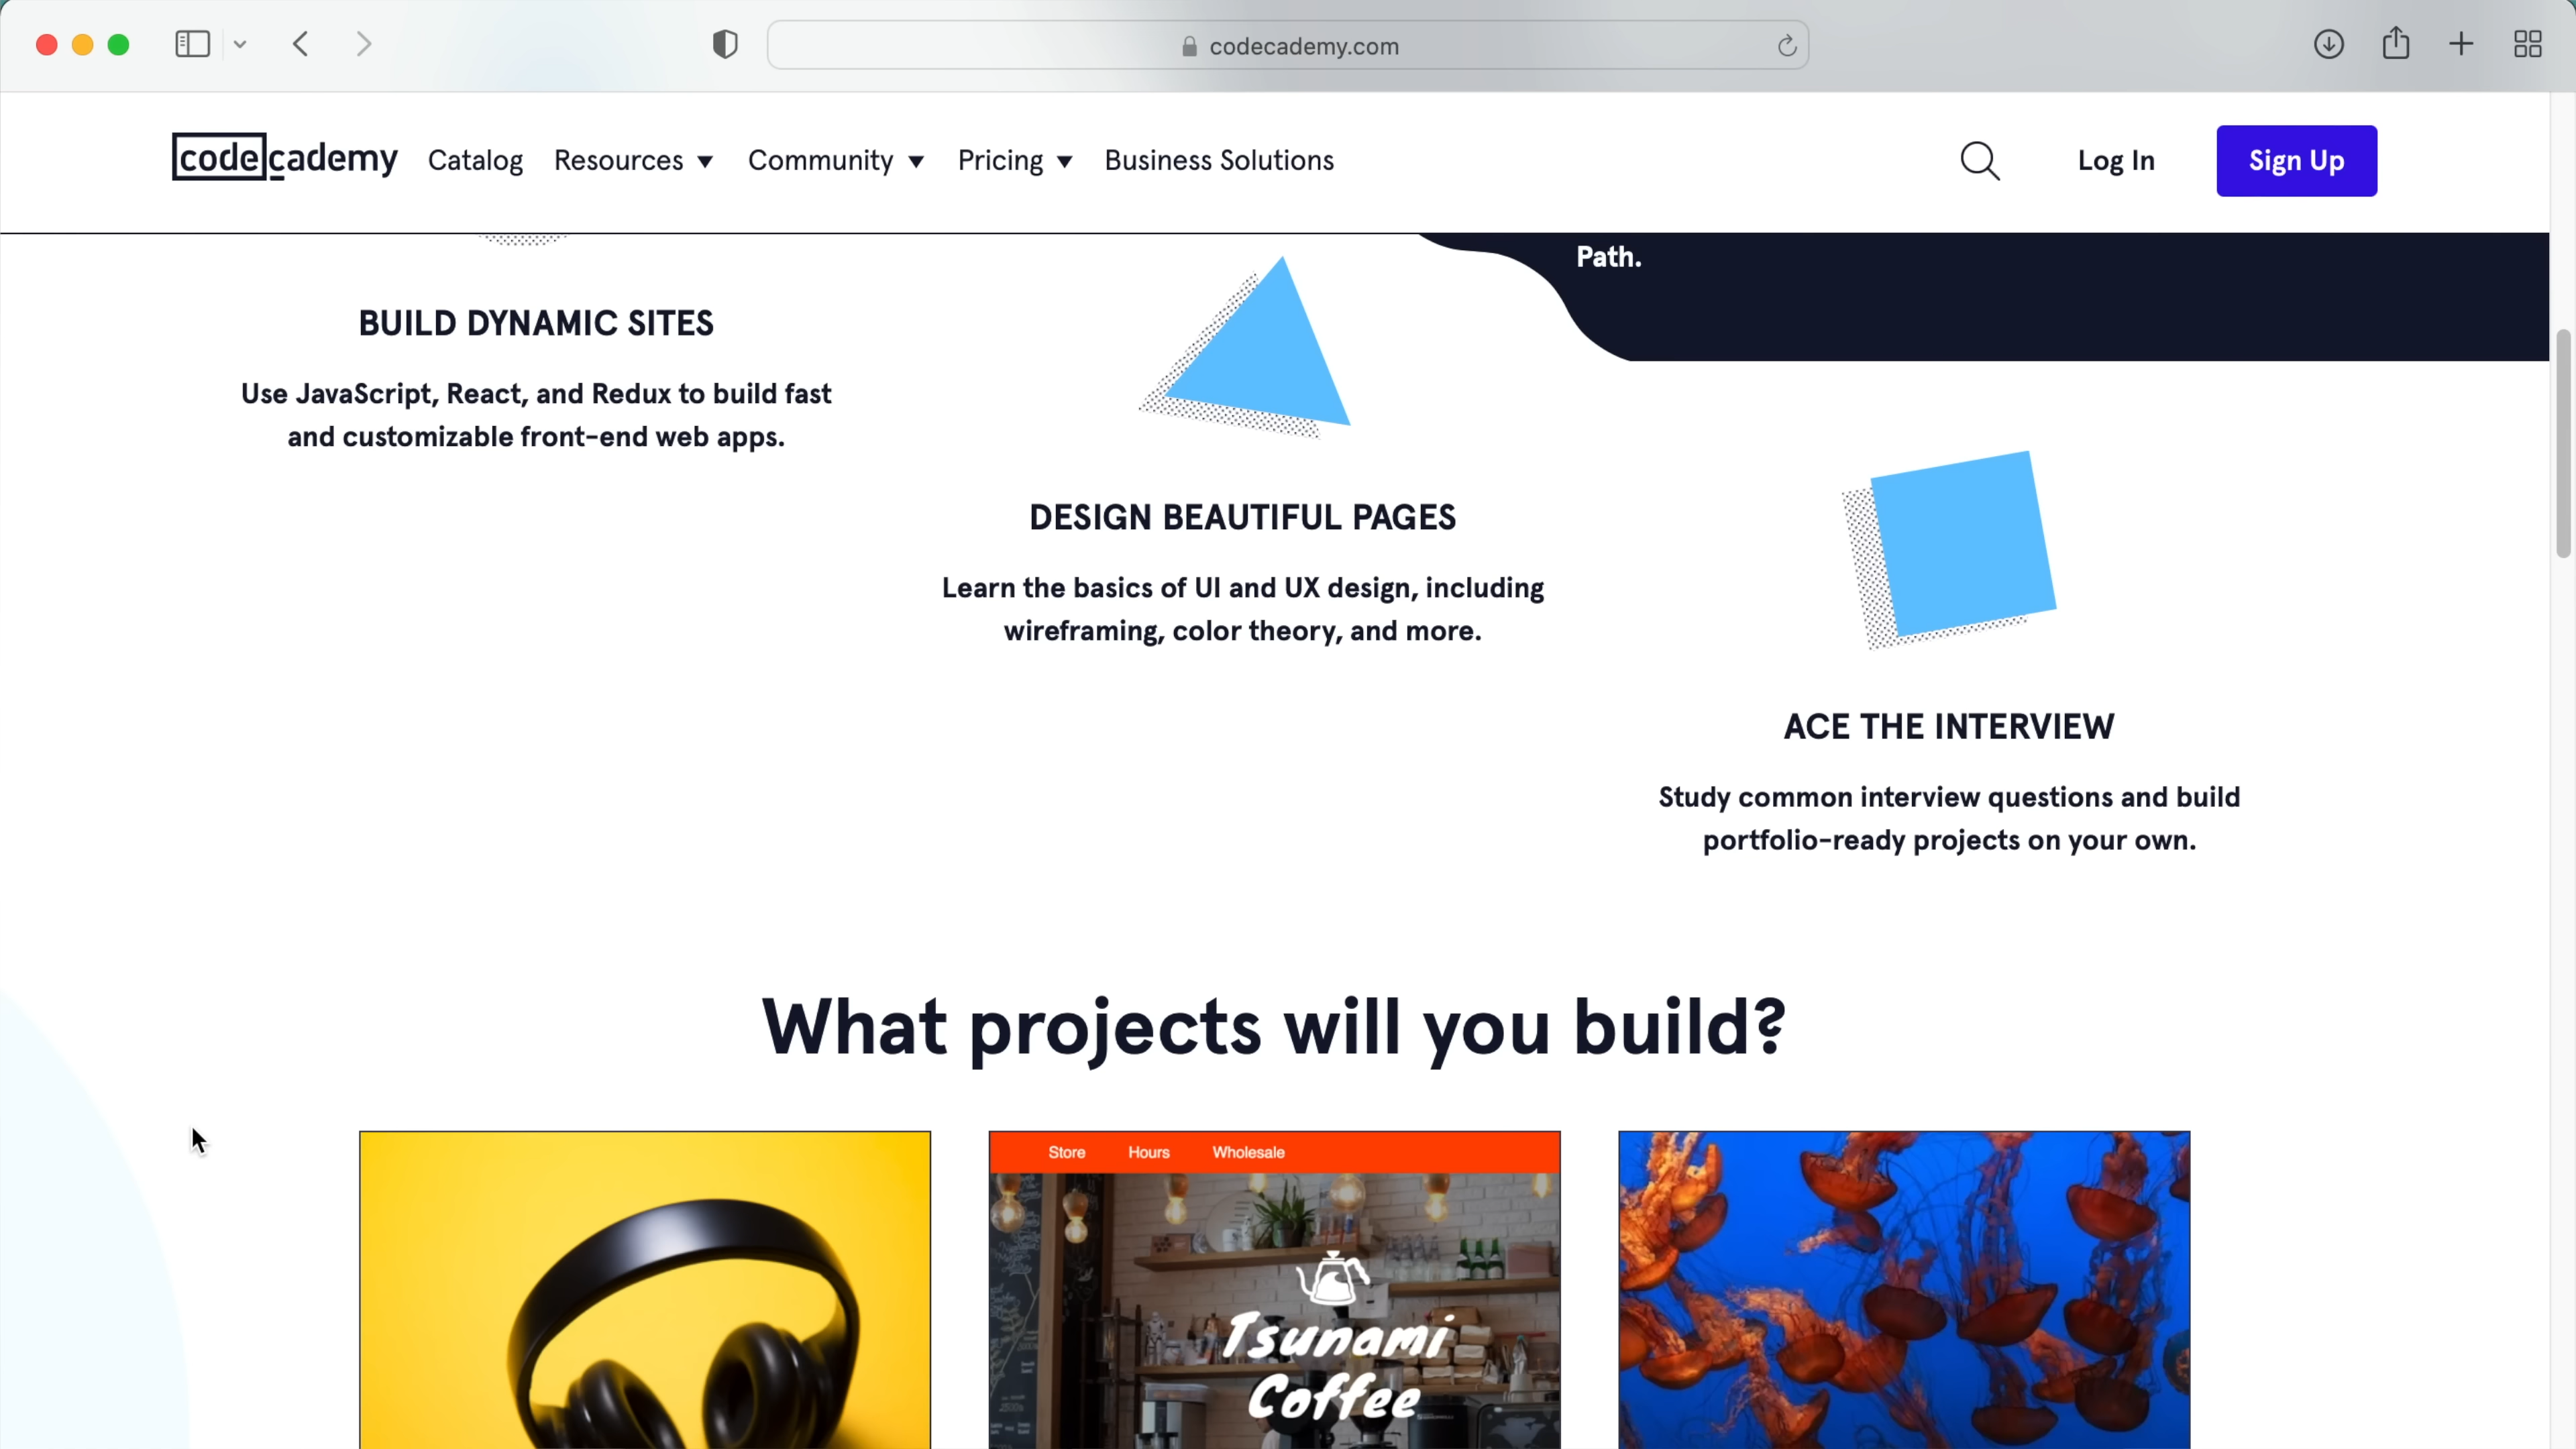 codecademy.com
codecademy Catalog Resources Community Pricing Business Solutions Log In Sign Up
Path.
BUILD DYNAMIC SITES
Use JavaScript, React, and Redux to build fast
and customizable front-end web apps.
DESIGN BEAUTIFUL PAGES
Learn the basics of UI and UX design, including
wireframing, color theory, and more.
ACE THE INTERVIEW
Study common interview questions and build
portfolio-ready projects on your own.
What projects will you build?
Store Hours Wholesale
Tsunami
Coffee